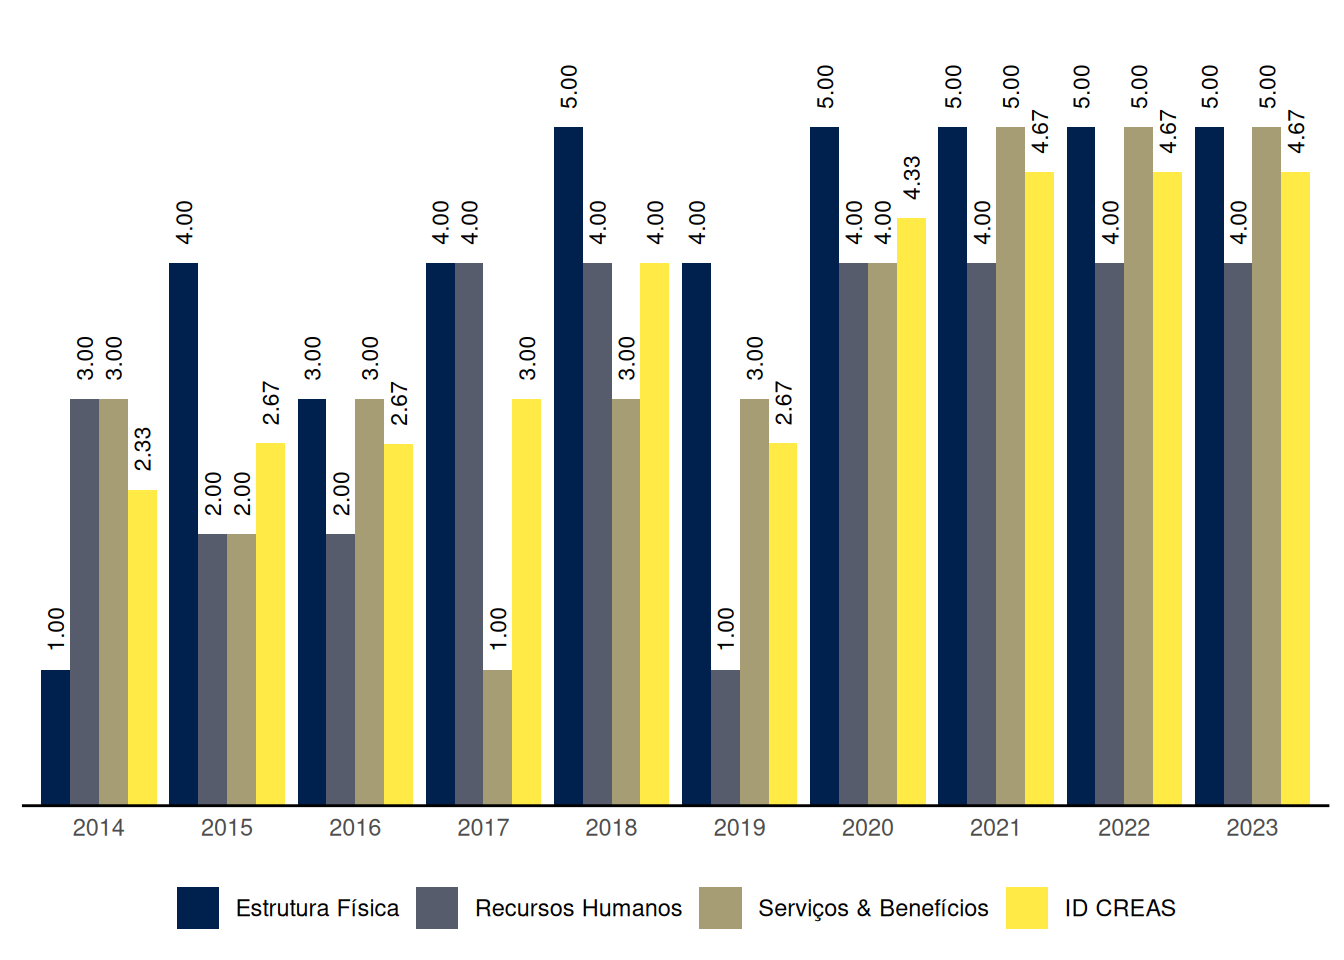 5.00 5.00 5.00 5.00 5.00 5.00 5.00 5.00
4.67 4.67 4.67
4.33
4.00 4.00 4.00 4.00 4.00 4.00 4.00 4.00 4.00 4.00 4.00
3.00 3.00 3.00 3.00 3.00 3.00 3.00
2.67 2.67 2.67
2.33
2.00 2.00 2.00
1.00 1.00 1.00
2014 2015 2016 2017 2018 2019 2020 2021 2022 2023
Estrutura Física Recursos Humanos Serviços & Benefícios ID CREAS